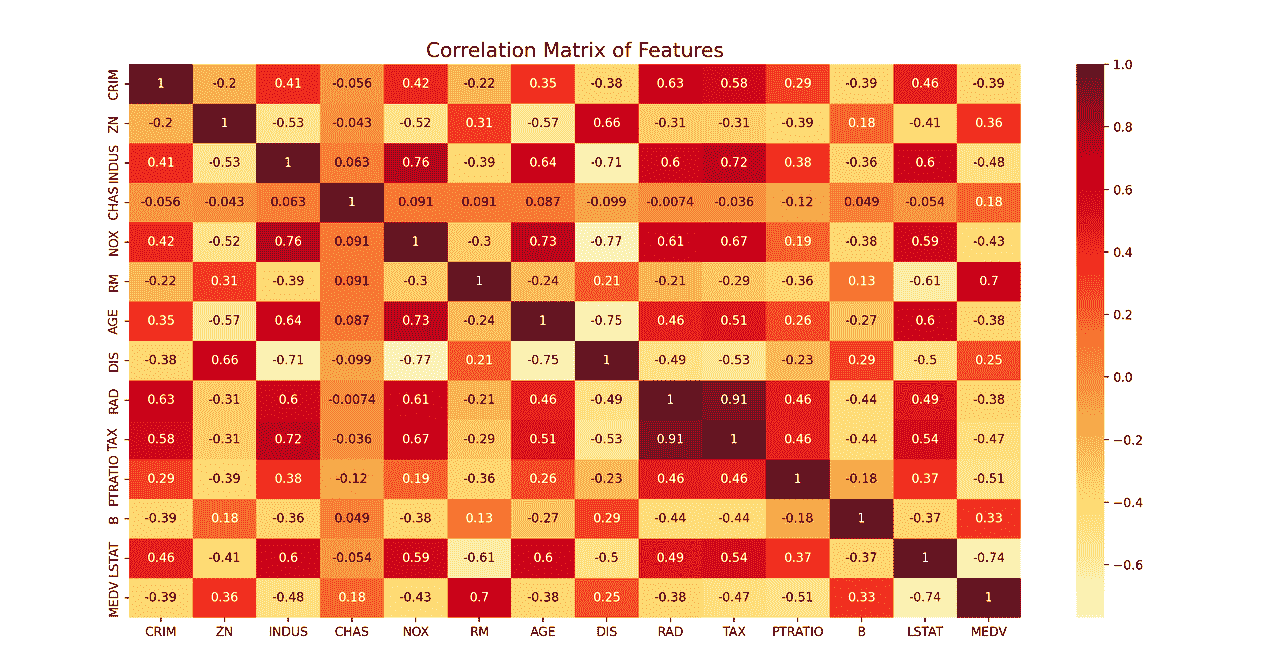 Correlation Matrix of Features
CRIM 1 -0.2 0.41 -0.056 0.42 -0.22 0.35 -0.38 0.63 0.58 0.29 -0.39 0.46 -0.39
ZN -0.2 1 -0.53 -0.043 -0.52 0.31 -0.57 0.66 -0.31 -0.31 -0.39 0.18 -0.41 0.36
INDUS 0.41 -0.53 1 0.063 0.76 -0.39 0.64 -0.71 0.6 0.72 0.38 -0.36 0.6 -0.48
CHAS -0.056 -0.043 0.063 1 0.091 0.091 0.087 -0.099 -0.0074 -0.036 -0.12 0.049 -0.054 0.18
NOX 0.42 -0.52 0.76 0.091 1 -0.3 0.73 -0.77 0.61 0.67 0.19 -0.38 0.59 -0.43
RM -0.22 0.31 -0.39 0.091 -0.3 1 -0.24 0.21 -0.21 -0.29 -0.36 0.13 -0.61 0.7
AGE 0.35 -0.57 0.64 0.087 0.73 -0.24 1 -0.75 0.46 0.51 0.26 -0.27 0.6 -0.38
DIS -0.38 0.66 -0.71 -0.099 -0.77 0.21 -0.75 1 -0.49 -0.53 -0.23 0.29 -0.5 0.25
RAD 0.63 -0.31 0.6 -0.0074 0.61 -0.21 0.46 -0.49 1 0.91 0.46 -0.44 0.49 -0.38
TAX 0.58 -0.31 0.72 -0.036 0.67 -0.29 0.51 -0.53 0.91 1 0.46 -0.44 0.54 -0.47
PTRATIO 0.29 -0.39 0.38 -0.12 0.19 -0.36 0.26 -0.23 0.46 0.46 1 -0.18 0.37 -0.51
B -0.39 0.18 -0.36 0.049 -0.38 0.13 -0.27 0.29 -0.44 -0.44 -0.18 1 -0.37 0.33
LSTAT 0.46 -0.41 0.6 -0.054 0.59 -0.61 0.6 -0.5 0.49 0.54 0.37 -0.37 1 -0.74
MEDV -0.39 0.36 -0.48 0.18 -0.43 0.7 -0.38 0.25 -0.38 -0.47 -0.51 0.33 -0.74 1
CRIM ZN INDUS CHAS NOX RM AGE DIS RAD TAX PTRATIO B LSTAT MEDV
1.0
0.8
0.6
0.4
0.2
0.0
−0.2
−0.4
−0.6